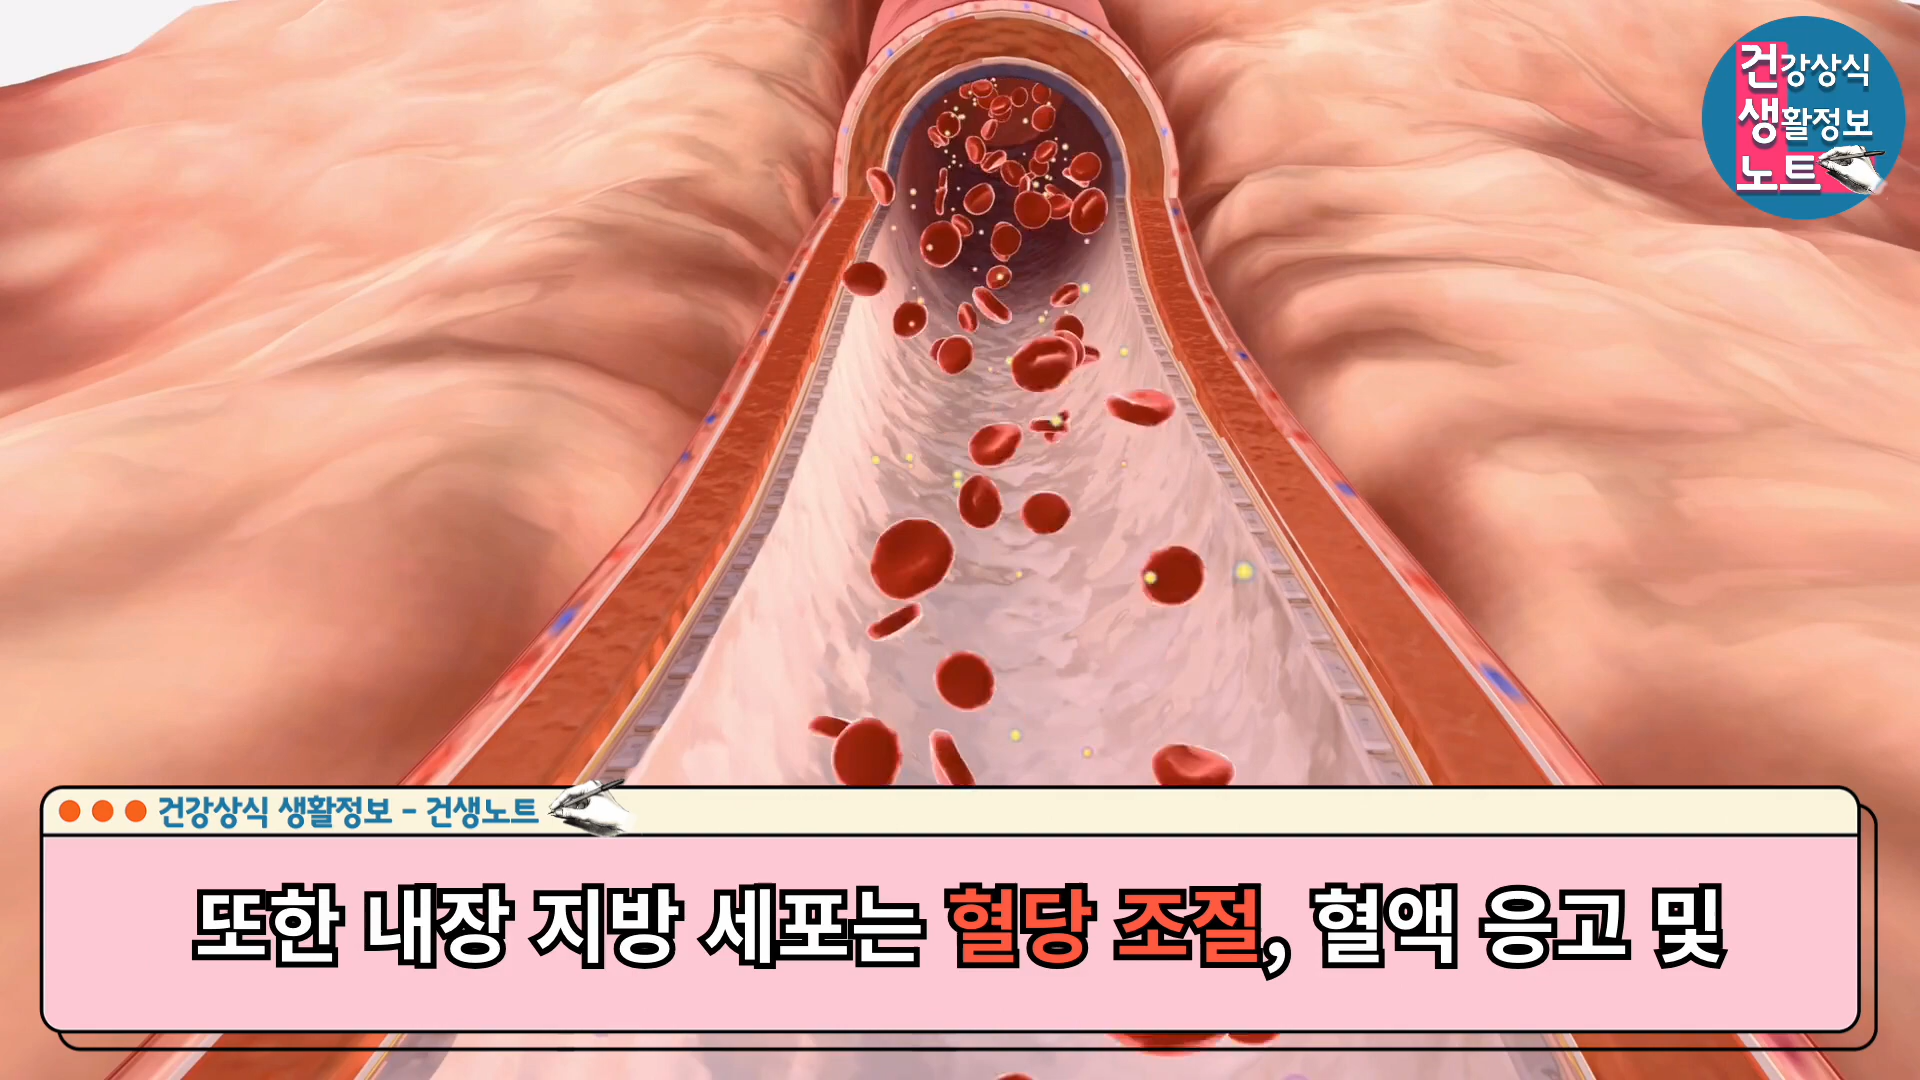 건강상식
생활정보
노트
건강상식 생활정보 - 건생노트
또한 내장 지방 세포는 혈당 조절, 혈액 응고 및